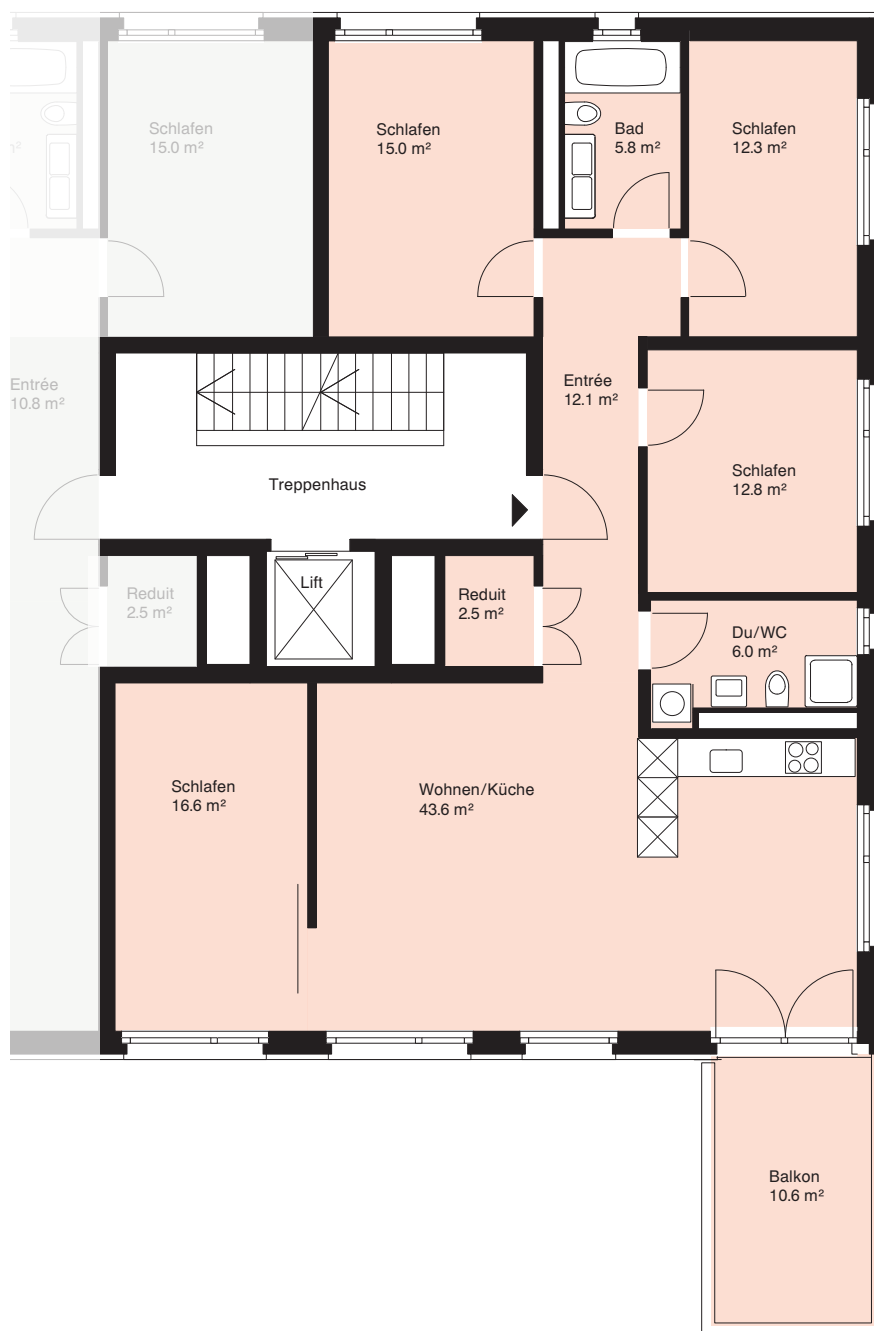 Schlafen
15.0 m²
Schlafen
15.0 m²
Bad
5.8 m²
Schlafen
12.3 m²
Entrée
10.8 m²
Entrée
12.1 m²
Schlafen
12.8 m²
Treppenhaus
Lift
Reduit
2.5 m²
Reduit
2.5 m²
Du/WC
6.0 m²
Schlafen
16.6 m²
Wohnen/Küche
43.6 m²
Balkon
10.6 m²